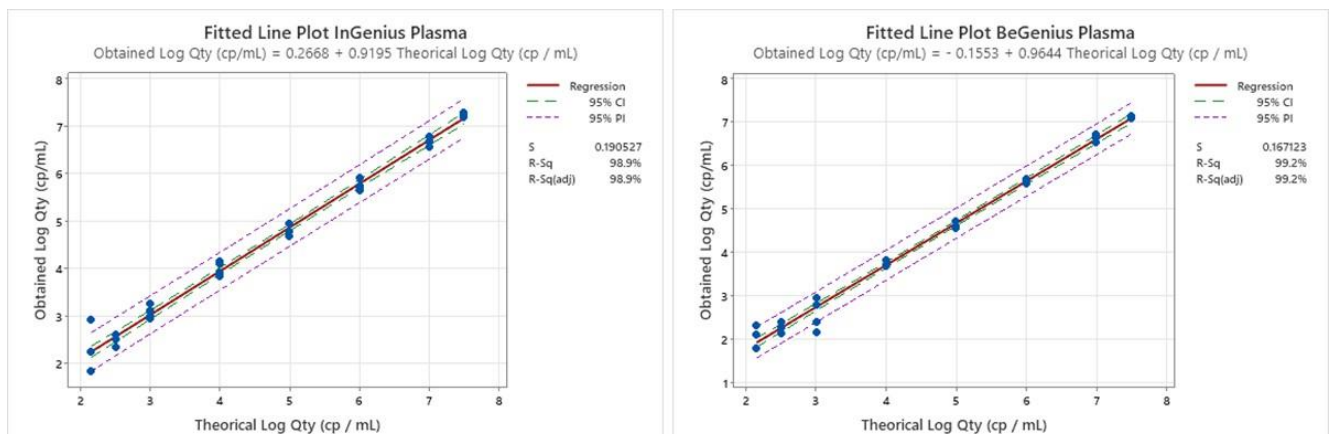 Fitted Line Plot InGenius Plasma
Obtained Log Qty (cp/mL) = 0.2668 + 0.9195 Theorical Log Qty (cp / mL)
8
7
6
5
4
3
2
Obtained Log Qty (cp/mL)
2 3 4 5 6 7 8
Theorical Log Qty (cp / mL)
Regression
95% CI
95% PI
S 0.190527
R-Sq 98.9%
R-Sq(adj) 98.9%
Fitted Line Plot BeGenius Plasma
Obtained Log Qty (cp/mL) = - 0.1553 + 0.9644 Theorical Log Qty (cp / mL)
8
7
6
5
4
3
2
1
Obtained Log Qty (cp/mL)
2 3 4 5 6 7 8
Theorical Log Qty (cp / mL)
Regression
95% CI
95% PI
S 0.167123
R-Sq 99.2%
R-Sq(adj) 99.2%